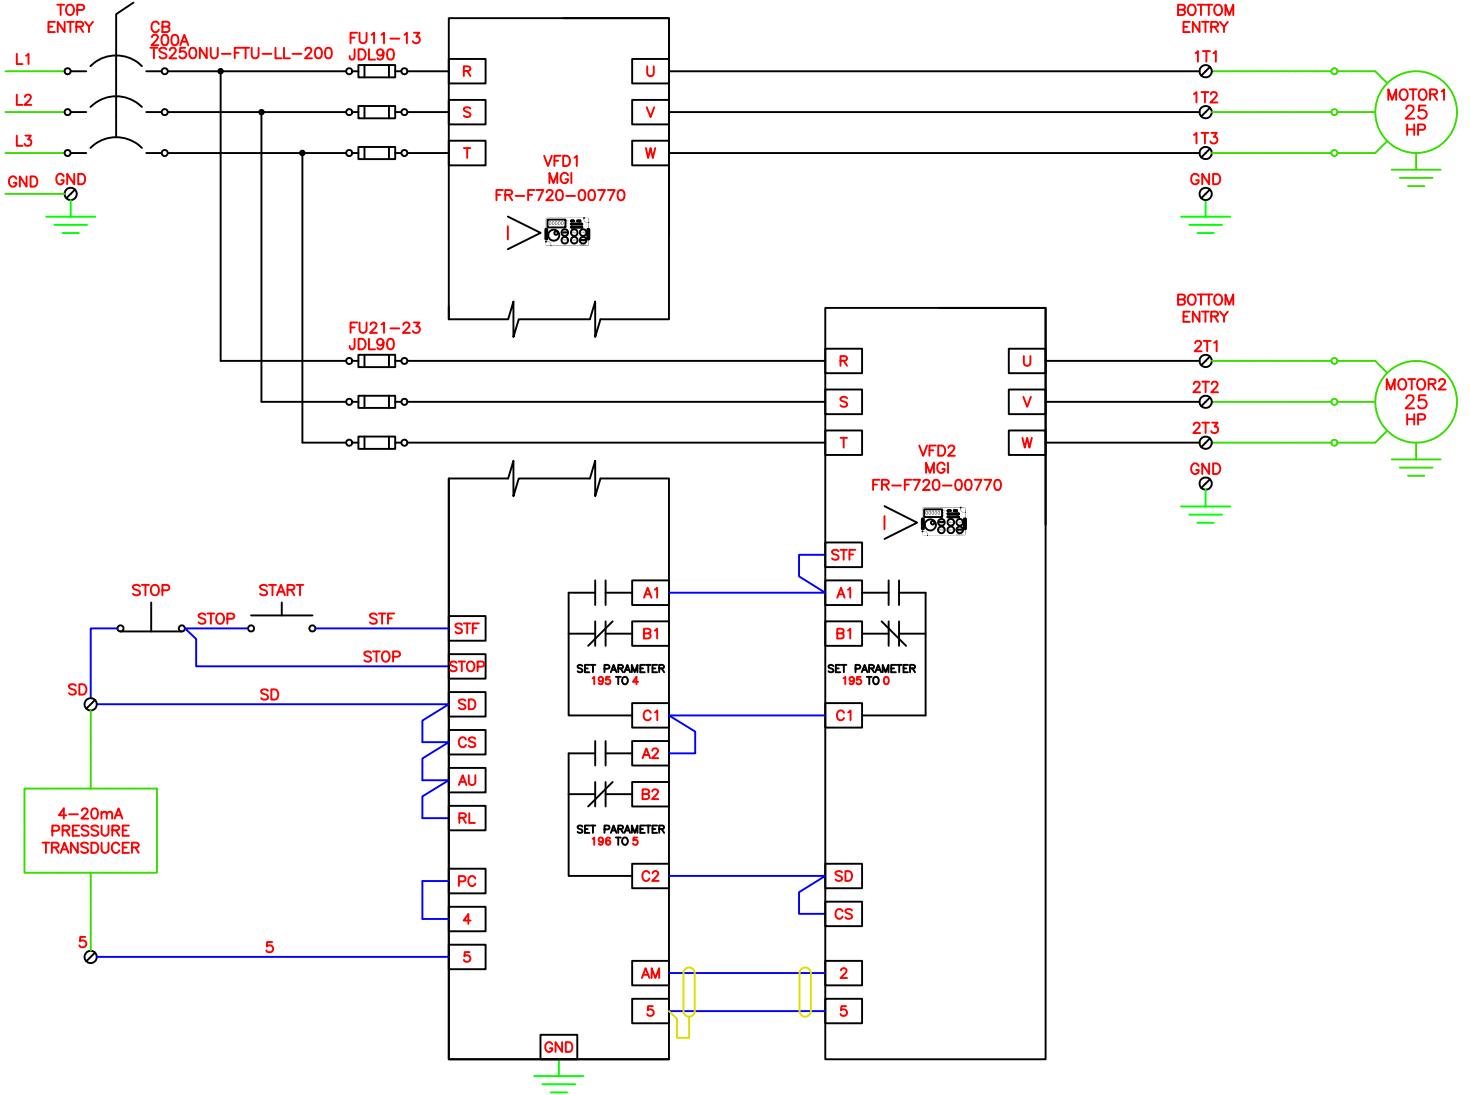 TOP
ENTRY
CB
200A
TS250NU-FTU-LL-200
FU11-13
JDL90
L1
L2
L3
GND
GND
R
S
T
U
V
W
VFD1
MGI
FR-F720-00770
I
BOTTOM
ENTRY
1T1
1T2
1T3
GND
MOTOR1
25
HP
FU21-23
JDL90
R
S
T
U
V
W
VFD2
MGI
FR-F720-00770
I
BOTTOM
ENTRY
2T1
2T2
2T3
GND
MOTOR2
25
HP
STOP
START
STOP
STF
STOP
SD
SD
4-20mA
PRESSURE
TRANSDUCER
5
5
STF
STOP
SD
CS
AU
RL
PC
4
5
A1
B1
SET PARAMETER
195 TO 4
C1
A2
B2
SET PARAMETER
196 TO 5
C2
AM
5
GND
STF
A1
B1
SET PARAMETER
195 TO 0
C1
SD
CS
2
5